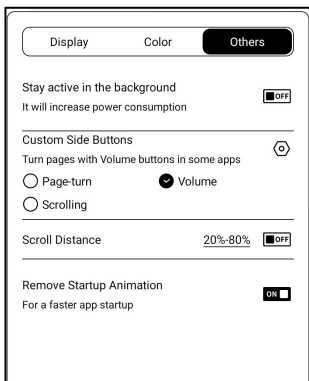 Display Color Others
Stay active in the background
OFF
It will increase power consumption
Custom Side Buttons
Turn pages with Volume buttons in some apps
Page-turn Volume
Scrolling
Scroll Distance 20%-80% OFF
Remove Startup Animation
ON
For a faster app startup